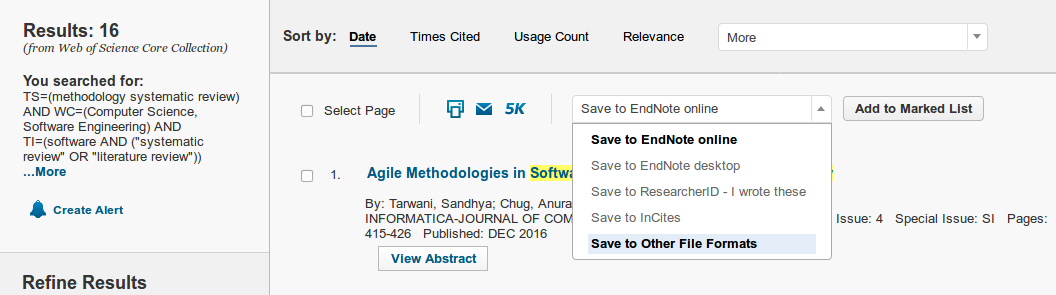 Results: 16
(from Web of Science Core Collection)
You searched for:
TS=(methodology systematic review)
AND WC=(Computer Science,
Software Engineering) AND
TI=(software AND ("systematic
review" OR "literature review"))
...More
Create Alert
Refine Results
Sort by: Date Times Cited Usage Count Relevance More
Select Page 5K Save to EndNote online Add to Marked List
Save to EndNote online
Save to EndNote desktop
Save to ResearcherID - I wrote these
Save to InCites
Save to Other File Formats
1. Agile Methodologies in
By: Tarwani, Sandhya; Chug, Anura
INFORMATICA-JOURNAL OF COM Issue: 4 Special Issue: SI Pages:
415-426 Published: DEC 2016
View Abstract